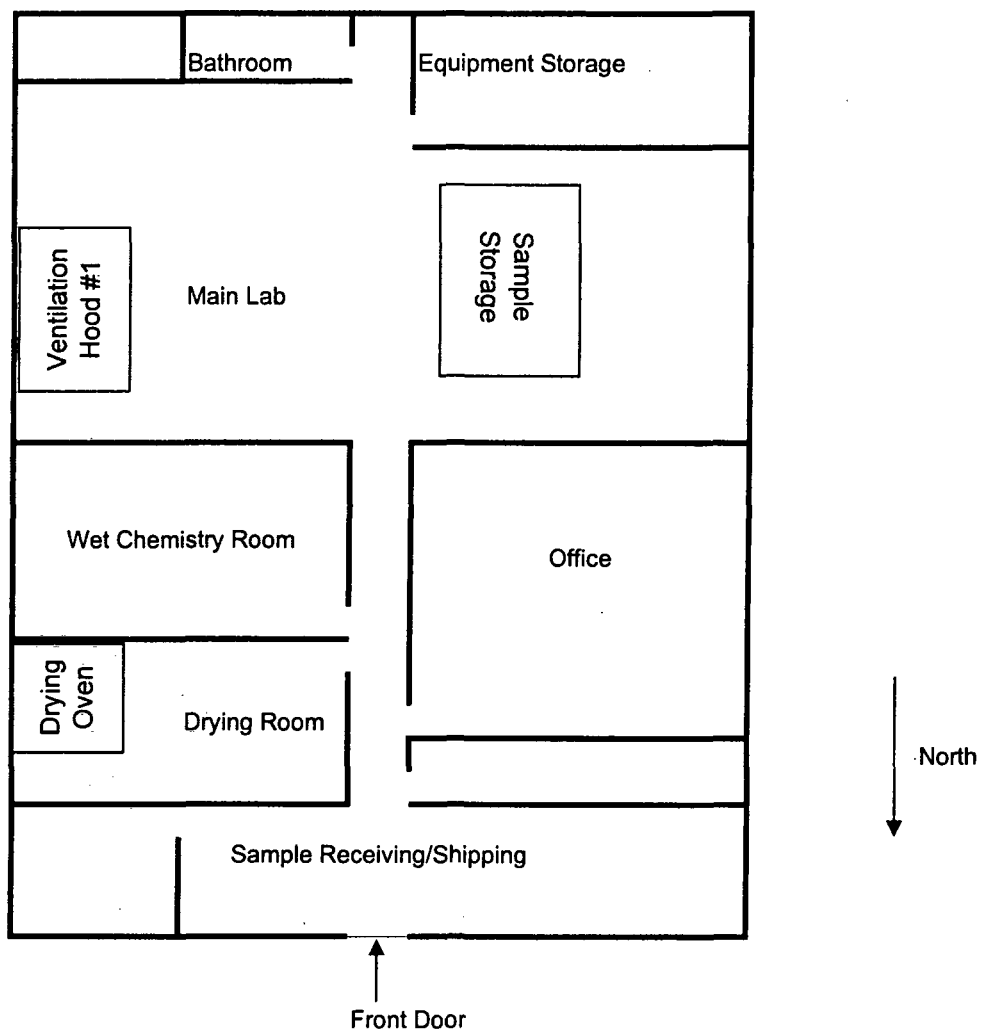 Bathroom
Equipment Storage
Ventilation
Hood #1
Main Lab
Sample
Storage
Wet Chemistry Room
Office
Drying
Oven
Drying Room
North
Sample Receiving/Shipping
Front Door